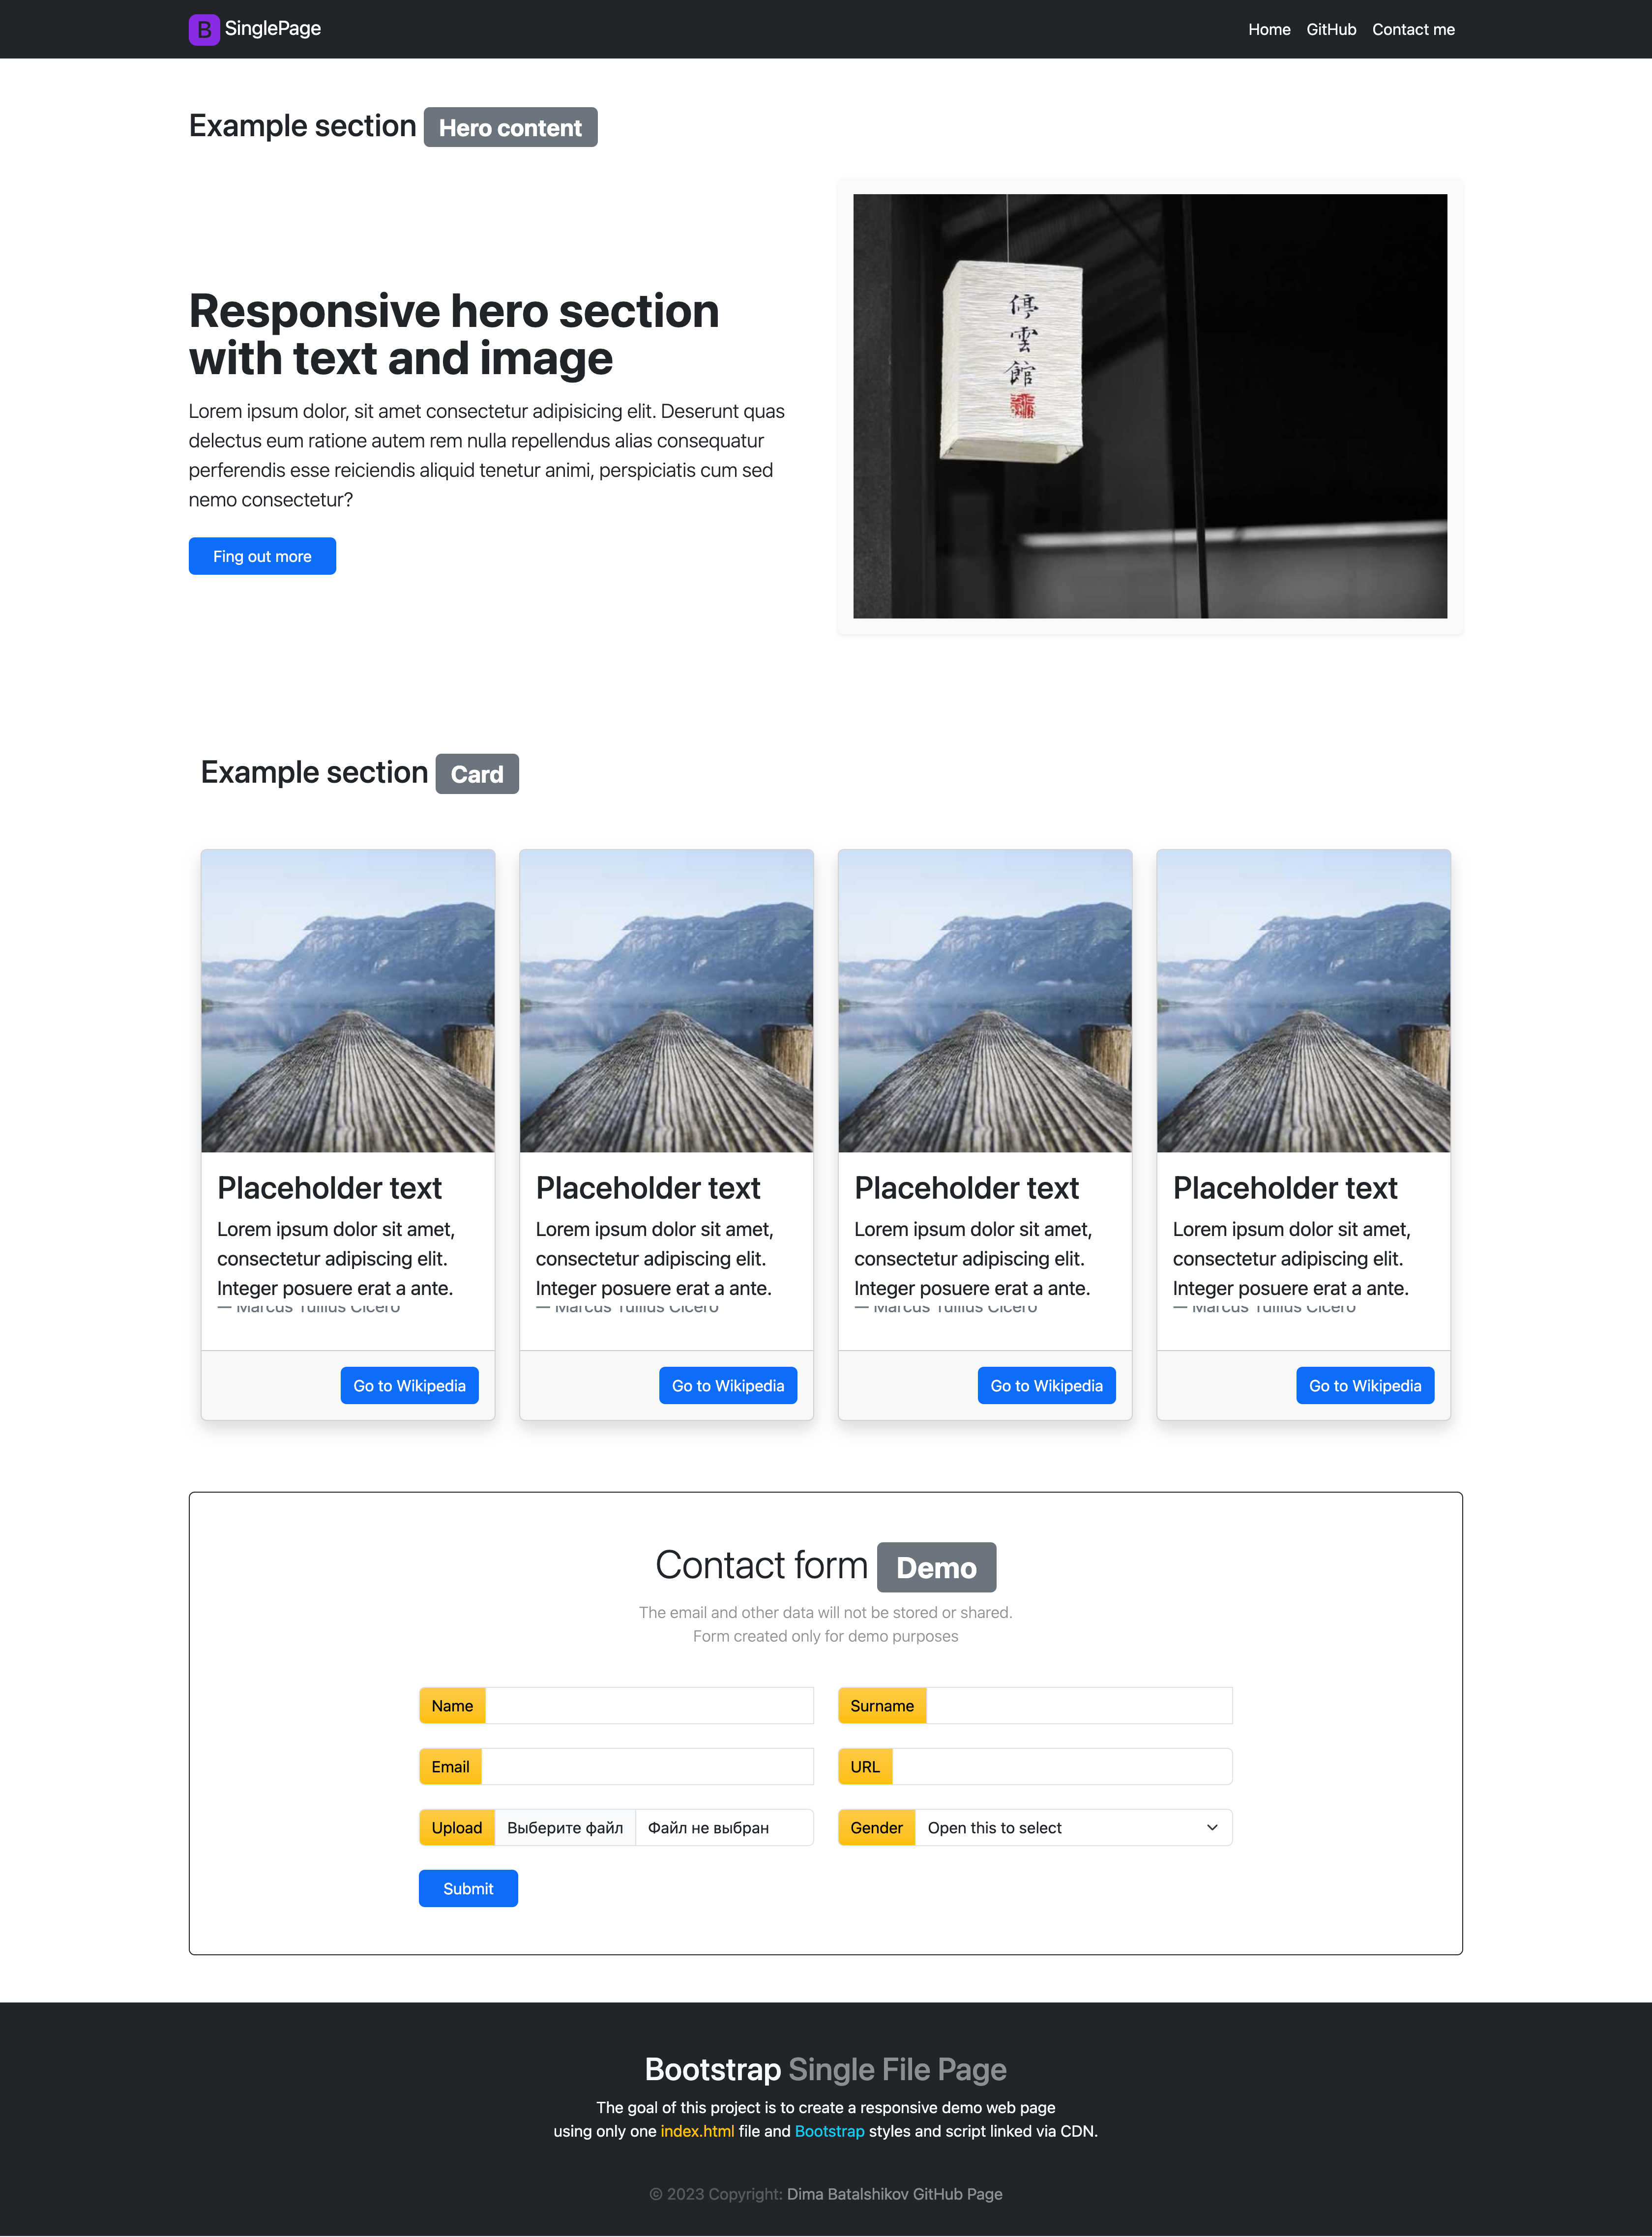 B SinglePage
Home GitHub Contact me
Example section Hero content
Responsive hero section
with text and image
Lorem ipsum dolor, sit amet consectetur adipisicing elit. Deserunt quas
delectus eum ratione autem rem nulla repellendus alias consequatur
perferendis esse reiciendis aliquid tenetur animi, perspiciatis cum sed
nemo consectetur?
Fing out more
停
雲
館
Example section Card
Placeholder text
Lorem ipsum dolor sit amet,
consectetur adipiscing elit.
Integer posuere erat a ante.
— Marcus Tullius Cicero
Go to Wikipedia
Placeholder text
Lorem ipsum dolor sit amet,
consectetur adipiscing elit.
Integer posuere erat a ante.
— Marcus Tullius Cicero
Go to Wikipedia
Placeholder text
Lorem ipsum dolor sit amet,
consectetur adipiscing elit.
Integer posuere erat a ante.
— Marcus Tullius Cicero
Go to Wikipedia
Placeholder text
Lorem ipsum dolor sit amet,
consectetur adipiscing elit.
Integer posuere erat a ante.
— Marcus Tullius Cicero
Go to Wikipedia
Contact form Demo
The email and other data will not be stored or shared.
Form created only for demo purposes
Name
Surname
Email
URL
Upload Выберите файл Файл не выбран
Gender Open this to select
Submit
Bootstrap Single File Page
The goal of this project is to create a responsive demo web page
using only one index.html file and Bootstrap styles and script linked via CDN.
© 2023 Copyright: Dima Batalshikov GitHub Page